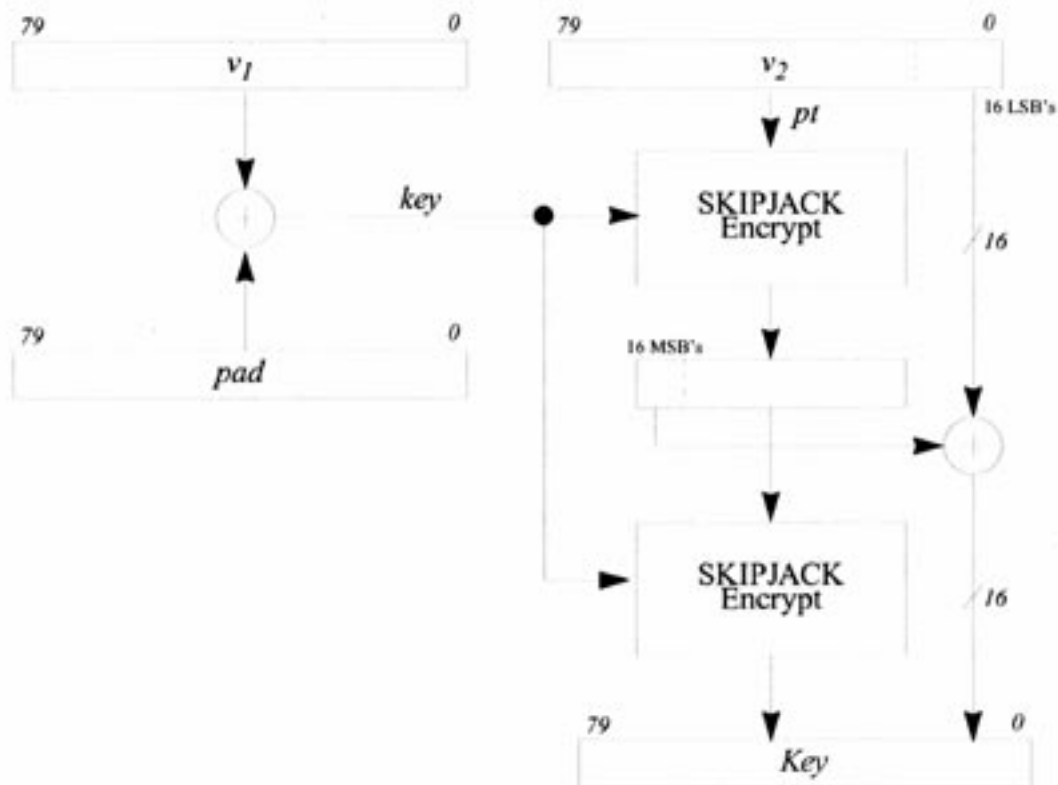 79 0
v1
79 0
v2
16 LSB's
pt
key
SKIPJACK
Encrypt
16
79 0
pad
16 MSB's
SKIPJACK
Encrypt
16
79 0
Key